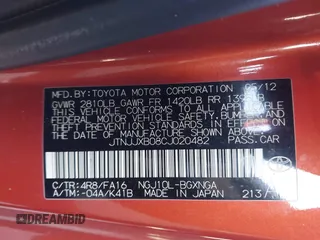 MFD.BY:TOYOTA MOTOR CORPORATION
GVWR 2810LB GAWR FR 1420LB RR
THIS VEHICLE CONFORMS TO ALL APPLICABLE
FEDERAL MOTOR VEHICLE SAFETY, BUMPER, AND
THEFT PREVENTION STANDARDS IN EFFECT ON
THE DATE OF MANUFACTURE SHOWN ABOVE.
JTNJJXB08CJ020482 PASS.CAR
C/TR:4R8/FA16 NGJ10L-BGXNGA
A/TM:-04A/K41B MADE IN JAPAN 213
DREAMBID